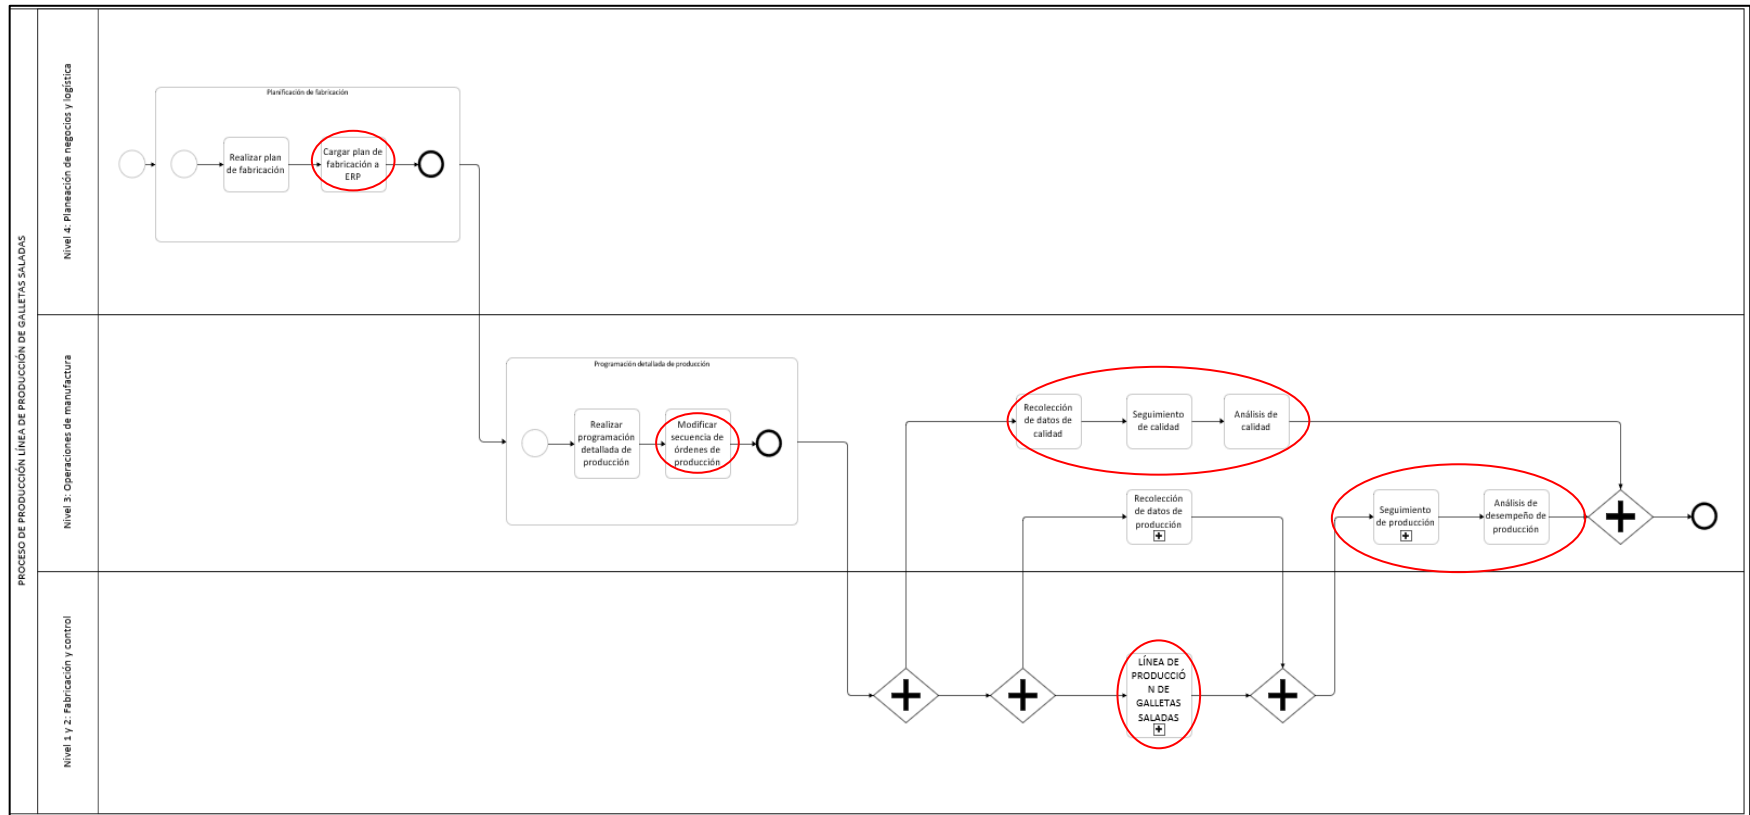 PROCESO DE PRODUCCIÓN LÍNEA DE PRODUCCIÓN DE GALLETAS SALADAS
Nivel 4: Planeación de negocios y logística
Planificación de fabricación
Realizar plan
de fabricación
Cargar plan de
fabricación a
ERP
Nivel 3: Operaciones de manufactura
Programación detallada de producción
Realizar
programación
detallada de
producción
Modificar
secuencia de
órdenes de
producción
Recolección
de datos de
calidad
Seguimiento
de calidad
Análisis de
calidad
Recolección
de datos de
producción
Seguimiento
de producción
Análisis de
desempeño de
producción
Nivel 1 y 2: Fabricación y control
LÍNEA DE
PRODUCCIÓ
N DE
GALLETAS
SALADAS